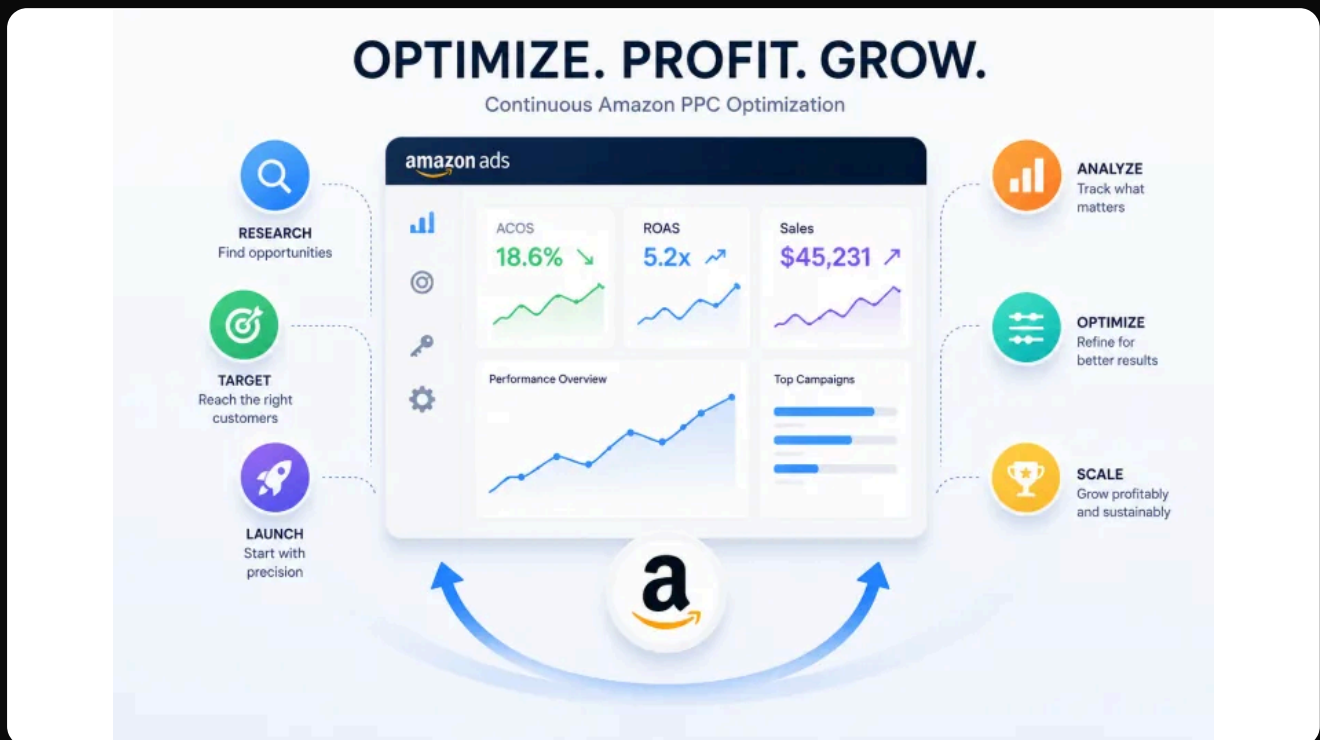 OPTIMIZE. PROFIT. GROW.
Continuous Amazon PPC Optimization
amazon ads
RESEARCH
Find opportunities
TARGET
Reach the right
customers
LAUNCH
Start with
precision
ACOS
18.6%
ROAS
5.2x
Sales
$45,231
Performance Overview
Top Campaigns
ANALYZE
Track what
matters
OPTIMIZE
Refine for
better results
SCALE
Grow profitably
and sustainably
a